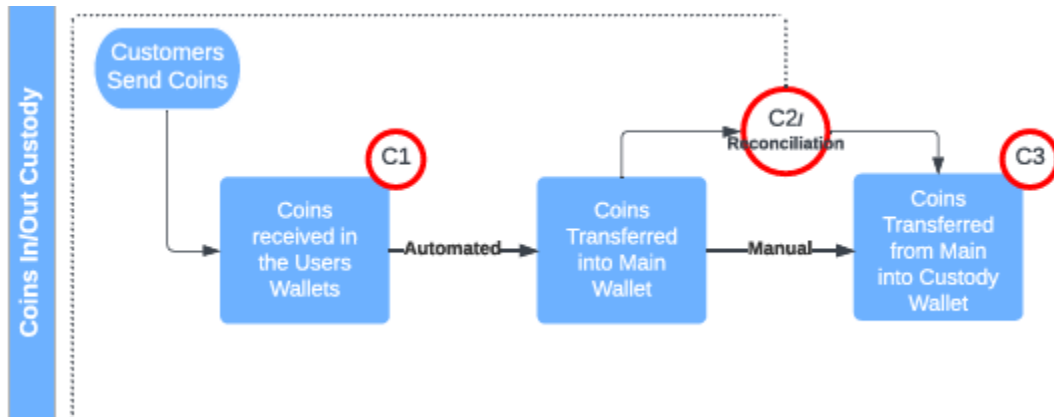 Coins In/Out Custody
Customers
Send Coins
C1
Coins
received in
the Users
Wallets
Automated
Coins
Transferred
into Main
Wallet
C2/
Reconciliation
Manual
C3
Coins
Transferred
from Main
into Custody
Wallet